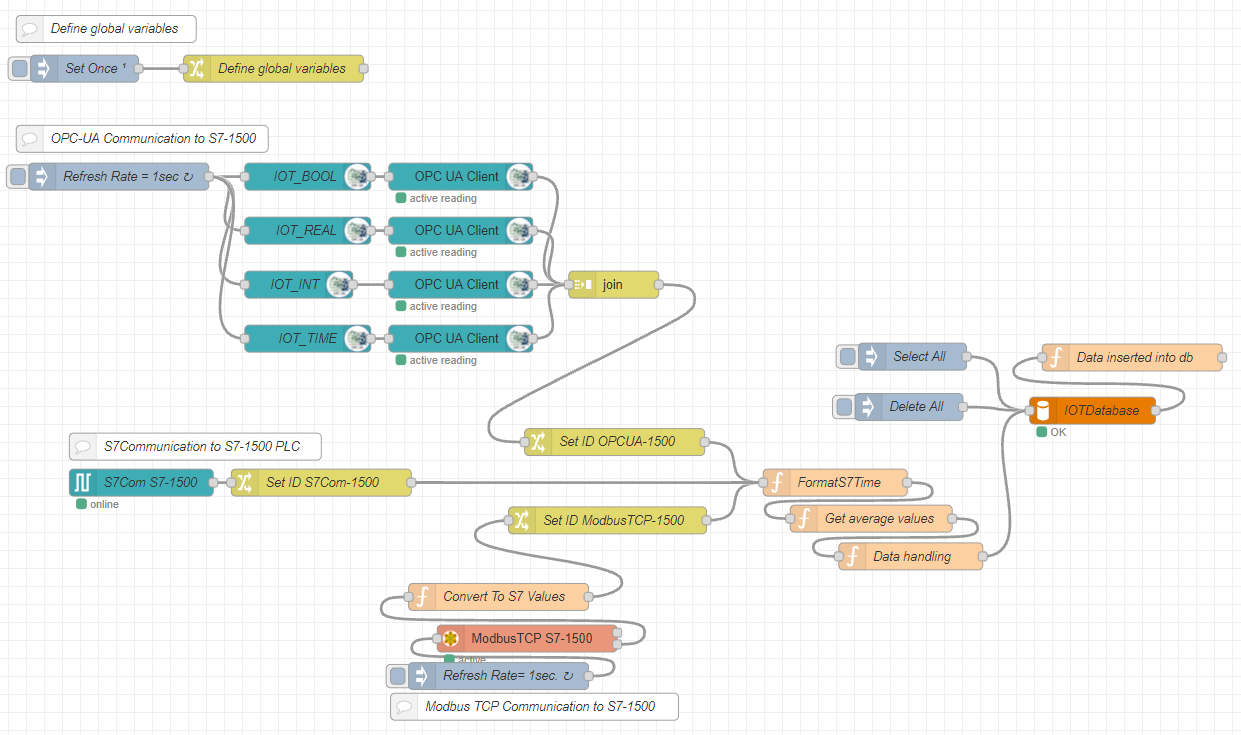 Define global variables
Set Once ¹
Define global variables
OPC-UA Communication to S7-1500
Refresh Rate = 1sec ↻
IOT_BOOL
OPC UA Client
active reading
IOT_REAL
OPC UA Client
active reading
IOT_INT
OPC UA Client
active reading
join
IOT_TIME
OPC UA Client
active reading
Select All
Data inserted into db
Delete All
IOTDatabase
OK
S7Communication to S7-1500 PLC
Set ID OPCUA-1500
S7Com S7-1500
online
Set ID S7Com-1500
FormatS7Time
Set ID ModbusTCP-1500
Get average values
Data handling
Convert To S7 Values
ModbusTCP S7-1500
active
Refresh Rate= 1sec. ↻
Modbus TCP Communication to S7-1500